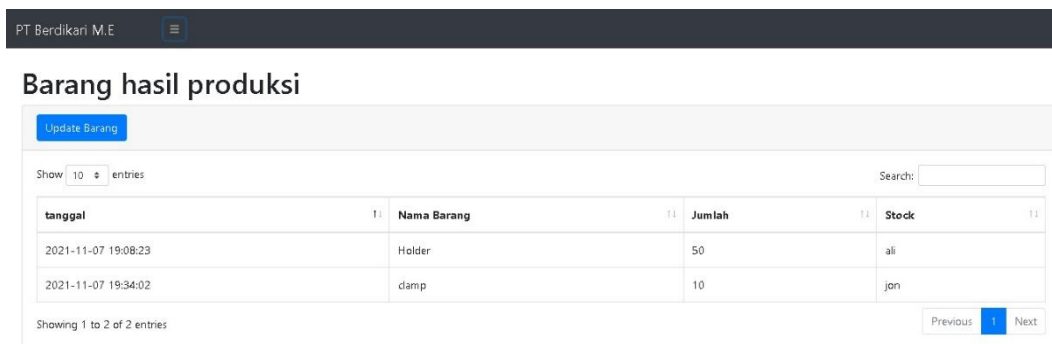 PT Berdikari M.E
Barang hasil produksi
Update Barang
Show 10 entries Search:
tanggal Nama Barang Jumlah Stock
2021-11-07 19:08:23 Holder 50 ali
2021-11-07 19:34:02 clamp 10 jon
Showing 1 to 2 of 2 entries Previous 1 Next